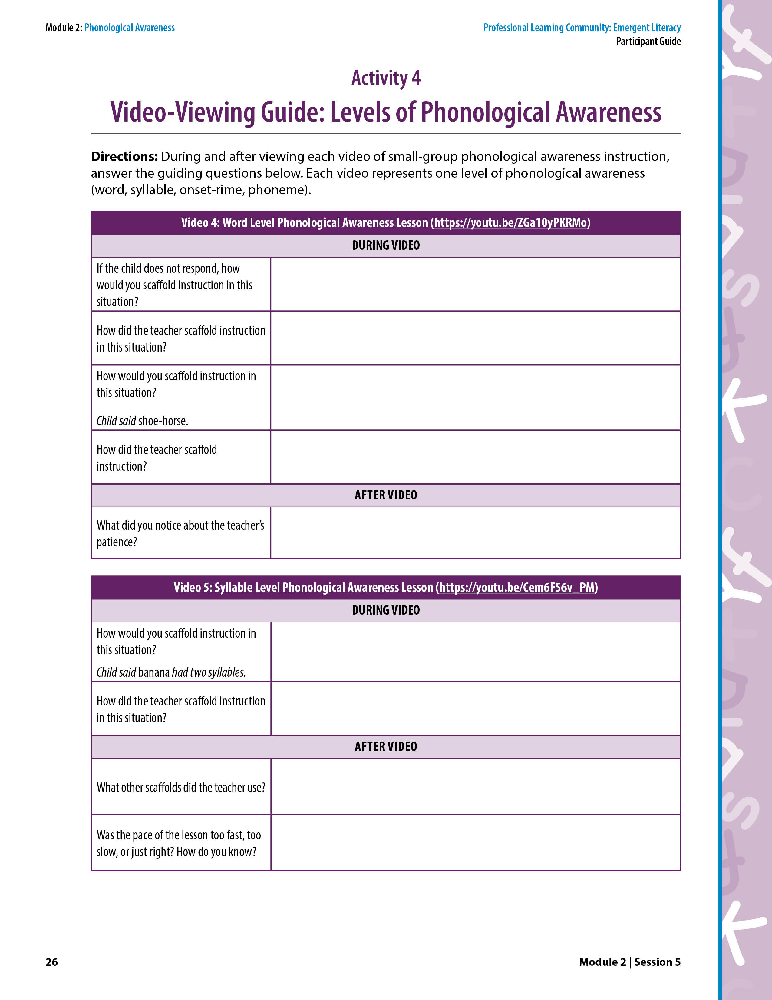 Module 2: Phonological Awareness
Professional Learning Community: Emergent Literacy
Participant Guide
Activity 4
Video-Viewing Guide: Levels of Phonological Awareness
Directions: During and after viewing each video of small-group phonological awareness instruction,
answer the guiding questions below. Each video represents one level of phonological awareness
(word, syllable, onset-rime, phoneme).
Video 4: Word Level Phonological Awareness Lesson (https://youtu.be/ZGa10yPKRMo)
DURING VIDEO
If the child does not respond, how
would you scaffold instruction in this
situation?
How did the teacher scaffold instruction
in this situation?
How would you scaffold instruction in
this situation?
Child said shoe-horse.
How did the teacher scaffold
instruction?
AFTER VIDEO
What did you notice about the teacher’s
patience?
Video 5: Syllable Level Phonological Awareness Lesson (https://youtu.be/Cem6F56v_PM)
DURING VIDEO
How would you scaffold instruction in
this situation?
Child said banana had two syllables.
How did the teacher scaffold instruction
in this situation?
AFTER VIDEO
What other scaffolds did the teacher use?
Was the pace of the lesson too fast, too
slow, or just right? How do you know?
26
Module 2 | Session 5